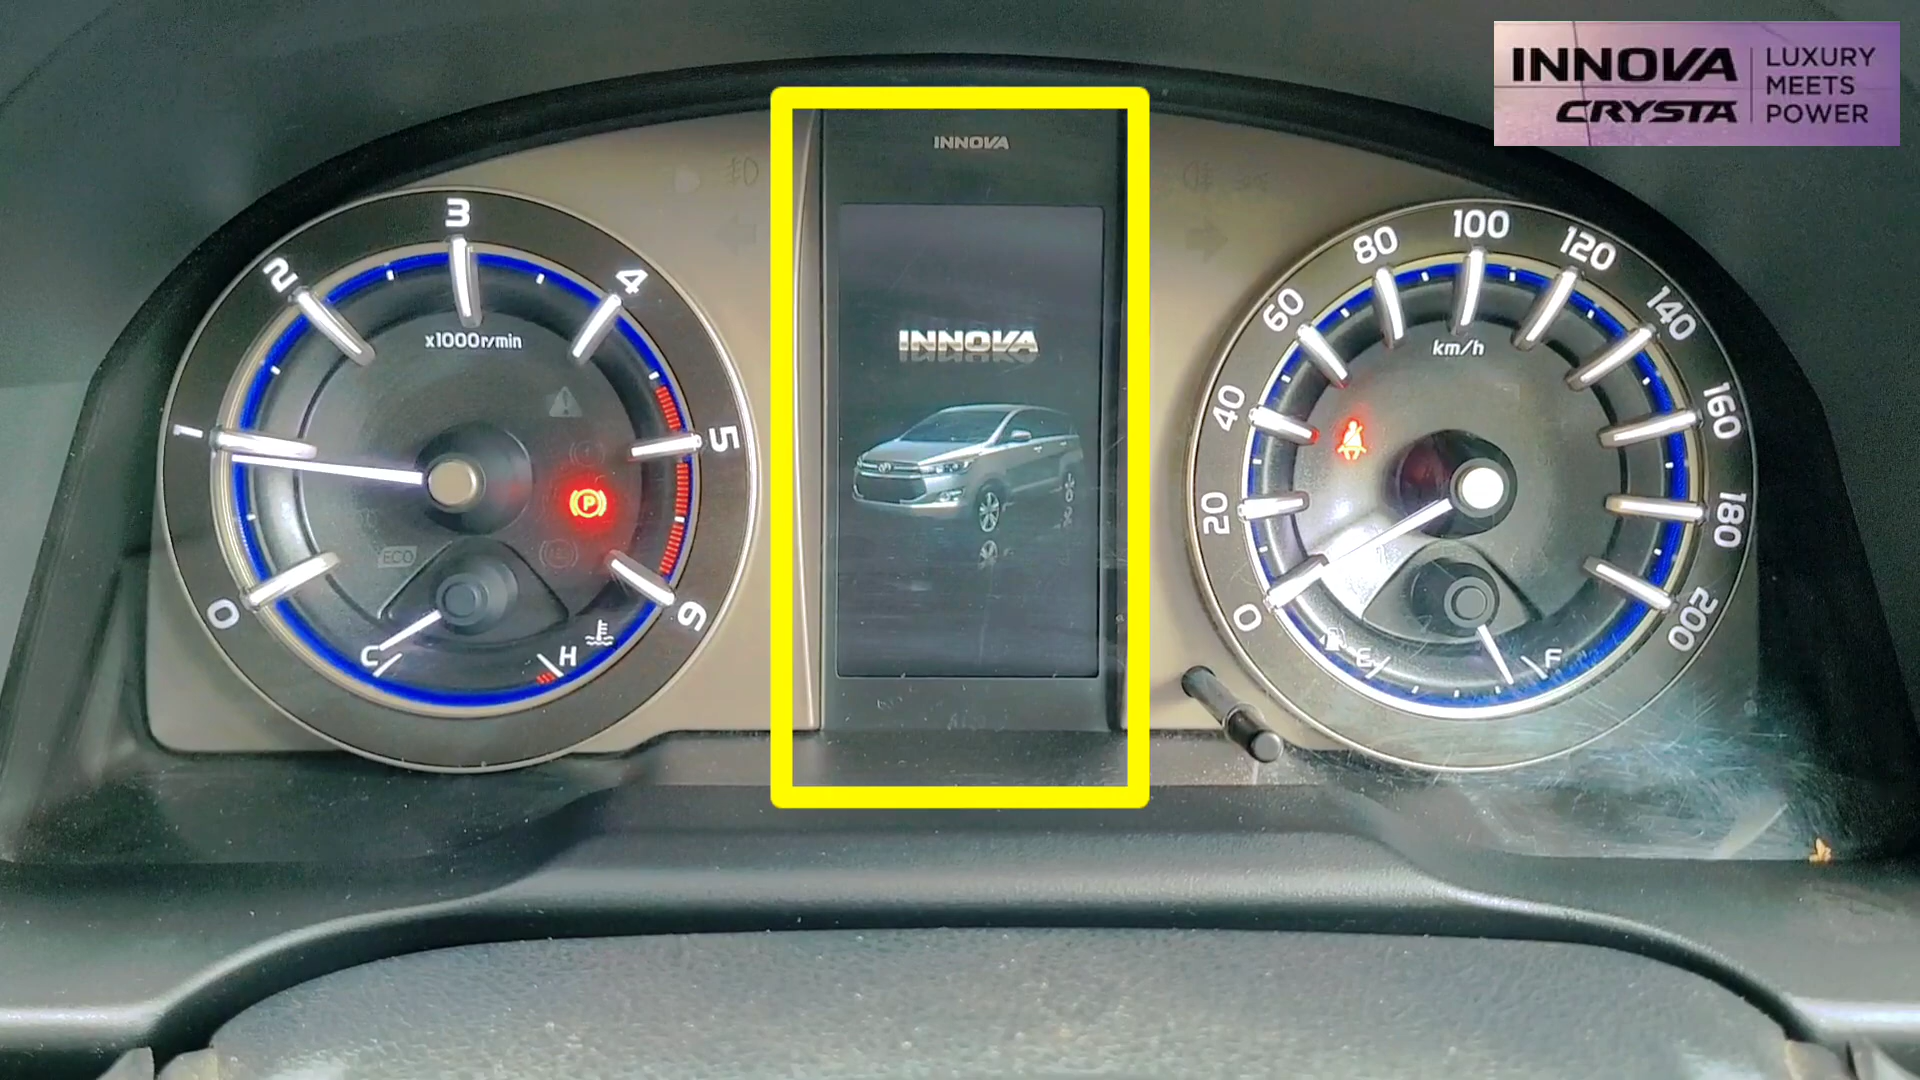 INNOVA
CRYSTA
LUXURY
MEETS
POWER
INNOVA
INNOVA
0
1
2
3
4
5
6
x1000r/min
P
ECO
C
H
0
20
40
60
80
100
120
140
160
180
200
km/h
E
F